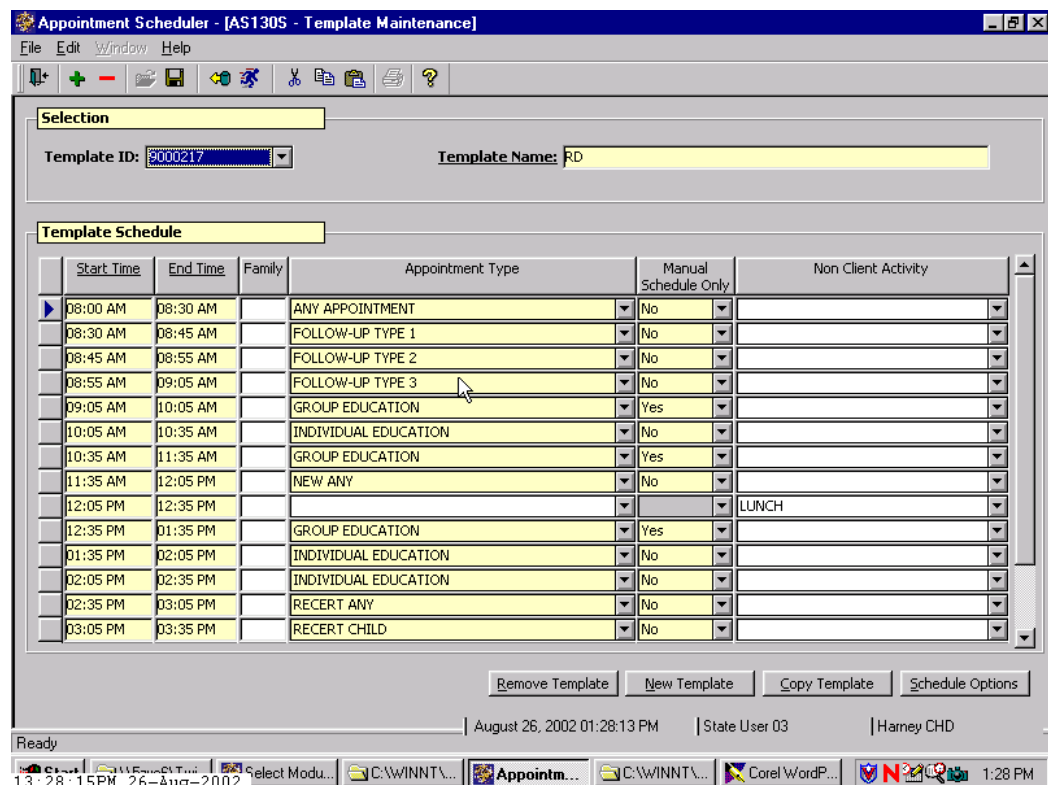 Appointment Scheduler - [AS130S - Template Maintenance]
File Edit Window Help
Selection
Template ID: 9000217 Template Name: RD
Template Schedule
Start Time End Time Family Appointment Type Manual Schedule Only Non Client Activity
08:00 AM 08:30 AM ANY APPOINTMENT No
08:30 AM 08:45 AM FOLLOW-UP TYPE 1 No
08:45 AM 08:55 AM FOLLOW-UP TYPE 2 No
08:55 AM 09:05 AM FOLLOW-UP TYPE 3 No
09:05 AM 10:05 AM GROUP EDUCATION Yes
10:05 AM 10:35 AM INDIVIDUAL EDUCATION No
10:35 AM 11:35 AM GROUP EDUCATION Yes
11:35 AM 12:05 PM NEW ANY No
12:05 PM 12:35 PM LUNCH
12:35 PM 01:35 PM GROUP EDUCATION Yes
01:35 PM 02:05 PM INDIVIDUAL EDUCATION No
02:05 PM 02:35 PM INDIVIDUAL EDUCATION No
02:35 PM 03:05 PM RECERT ANY No
03:05 PM 03:35 PM RECERT CHILD No
Remove Template New Template Copy Template Schedule Options
August 26, 2002 01:28:13 PM State User 03 Harney CHD
Ready
Start Select Modu... C:\WINNT\... Appointm... C:\WINNT\... Corel WordP... 1:28 PM
13:28:15PM 26-Aug-2002